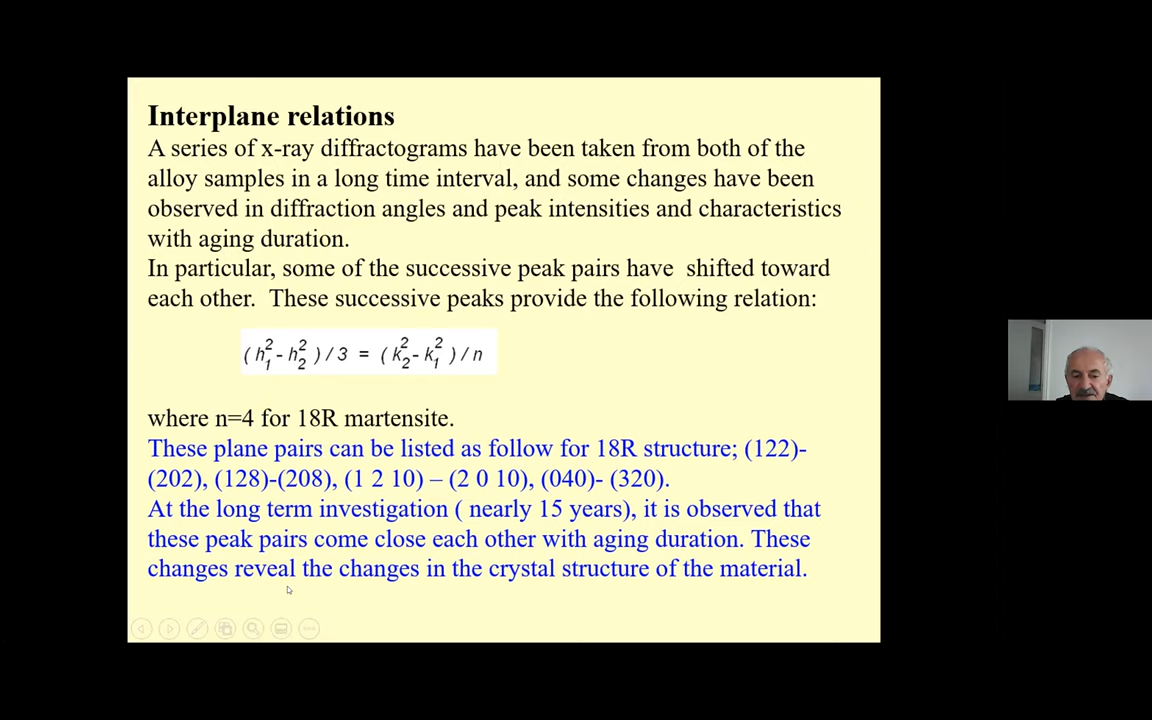 Interplane relations
A series of x-ray diffractograms have been taken from both of the
alloy samples in a long time interval, and some changes have been
observed in diffraction angles and peak intensities and characteristics
with aging duration.
In particular, some of the successive peak pairs have shifted toward
each other. These successive peaks provide the following relation:
( h₁² - h₂² ) / 3 = ( k₂² - k₁² ) / n
where n=4 for 18R martensite.
These plane pairs can be listed as follow for 18R structure; (122)-
(202), (128)-(208), (1 2 10) – (2 0 10), (040)- (320).
At the long term investigation ( nearly 15 years), it is observed that
these peak pairs come close each other with aging duration. These
changes reveal the changes in the crystal structure of the material.